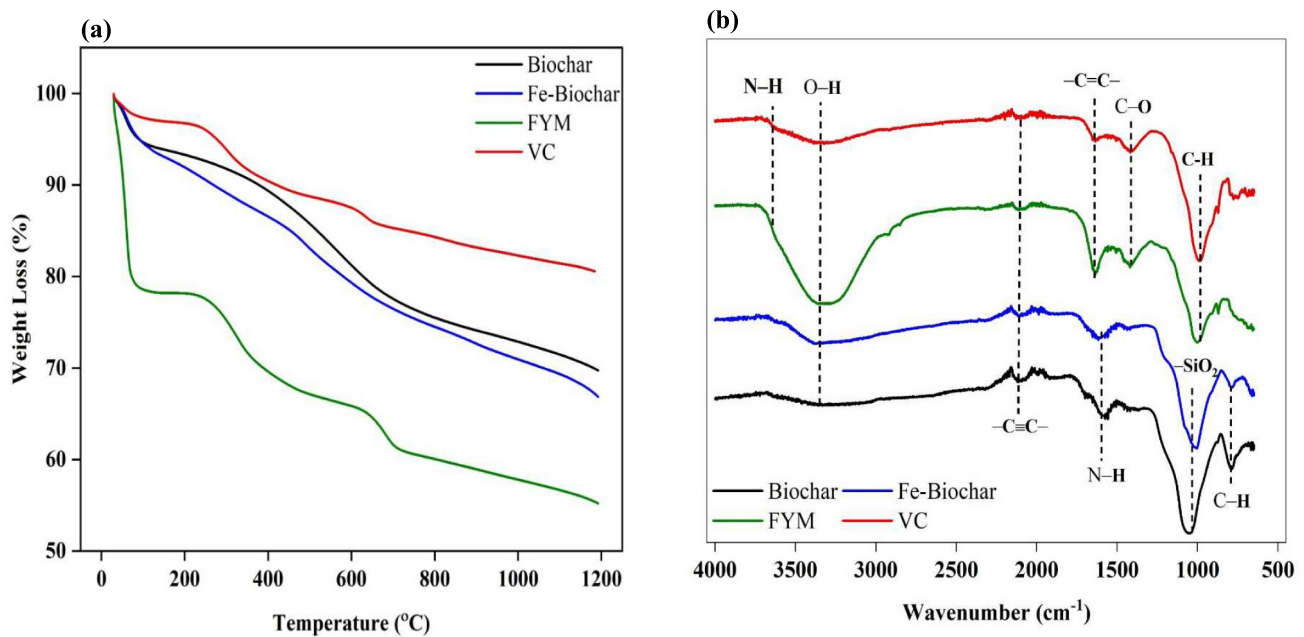 (a)
Biochar
Fe-Biochar
FYM
VC
100
90
80
70
60
50
Weight Loss (%)
0 200 400 600 800 1000 1200
Temperature (°C)
(b)
N–H O–H –C=C– C–O
C-H
–SiO₂
–C≡C–
N–H
C–H
Biochar Fe-Biochar
FYM VC
4000 3500 3000 2500 2000 1500 1000 500
Wavenumber (cm⁻¹)